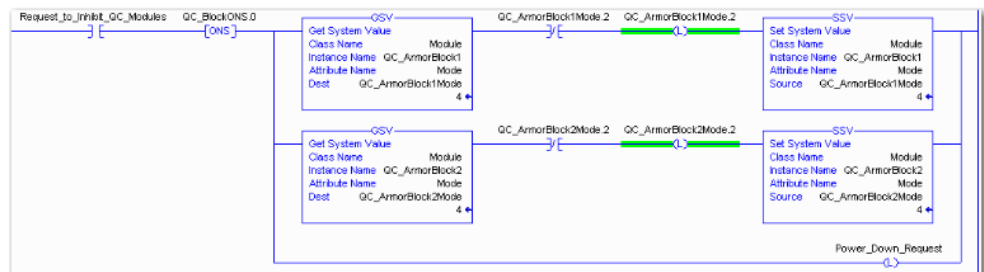 Request_to_Inhibit_QC_Modules QC_BlockONS.0
ONS
GSV
Get System Value
Class Name Module
Instance Name QC_ArmorBlock1
Attribute Name Mode
Dest QC_ArmorBlock1Mode
4
QC_ArmorBlock1Mode.2 QC_ArmorBlock1Mode.2
L
SSV
Set System Value
Class Name Module
Instance Name QC_ArmorBlock1
Attribute Name Mode
Source QC_ArmorBlock1Mode
4
GSV
Get System Value
Class Name Module
Instance Name QC_ArmorBlock2
Attribute Name Mode
Dest QC_ArmorBlock2Mode
4
QC_ArmorBlock2Mode.2 QC_ArmorBlock2Mode.2
L
SSV
Set System Value
Class Name Module
Instance Name QC_ArmorBlock2
Attribute Name Mode
Source QC_ArmorBlock2Mode
4
Power_Down_Request
L